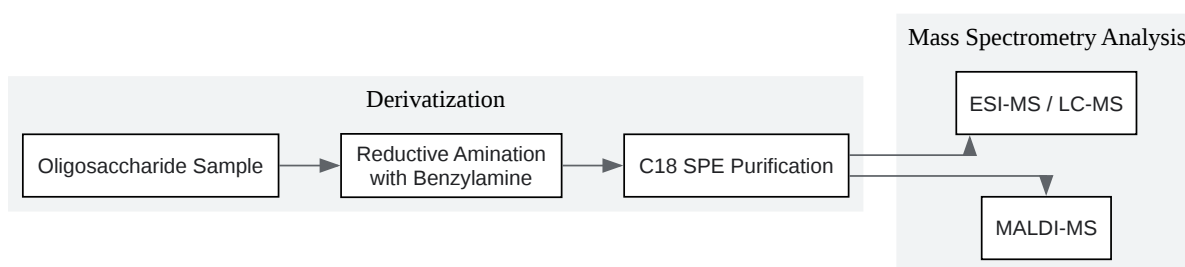 Mass Spectrometry Analysis
Derivatization
ESI-MS / LC-MS
Oligosaccharide Sample
Reductive Amination
with Benzylamine
C18 SPE Purification
MALDI-MS